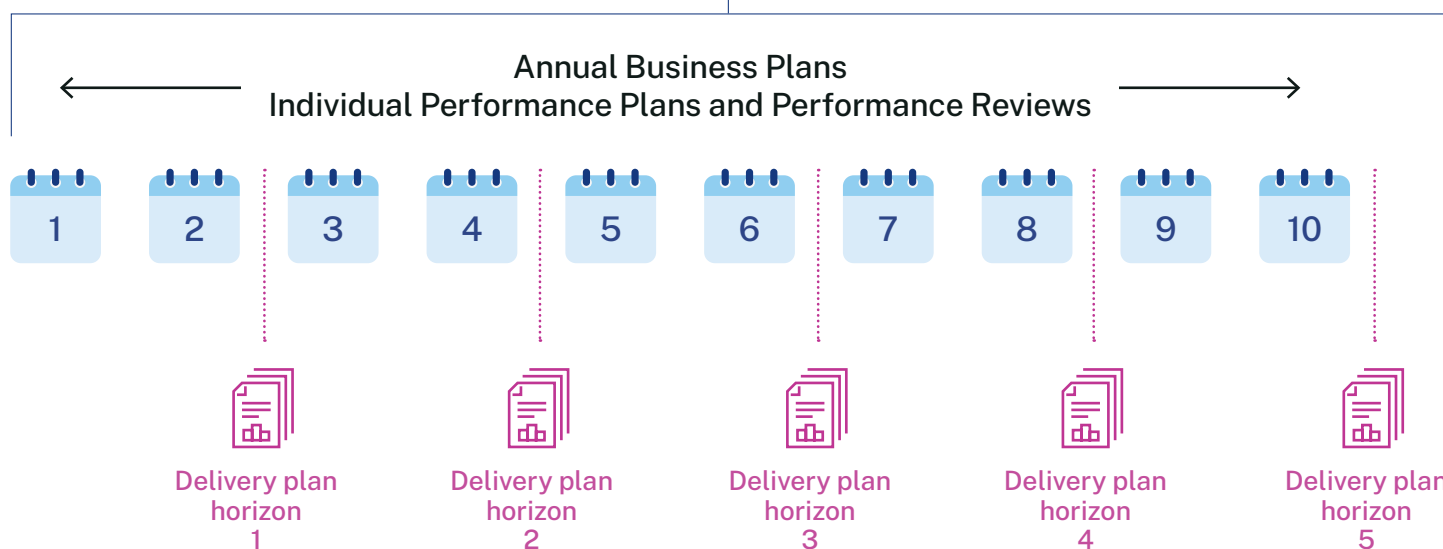 Annual Business Plans
Individual Performance Plans and Performance Reviews
1 2 3 4 5 6 7 8 9 10
Delivery plan Delivery plan Delivery plan Delivery plan Delivery plan
horizon horizon horizon horizon horizon
1 2 3 4 5